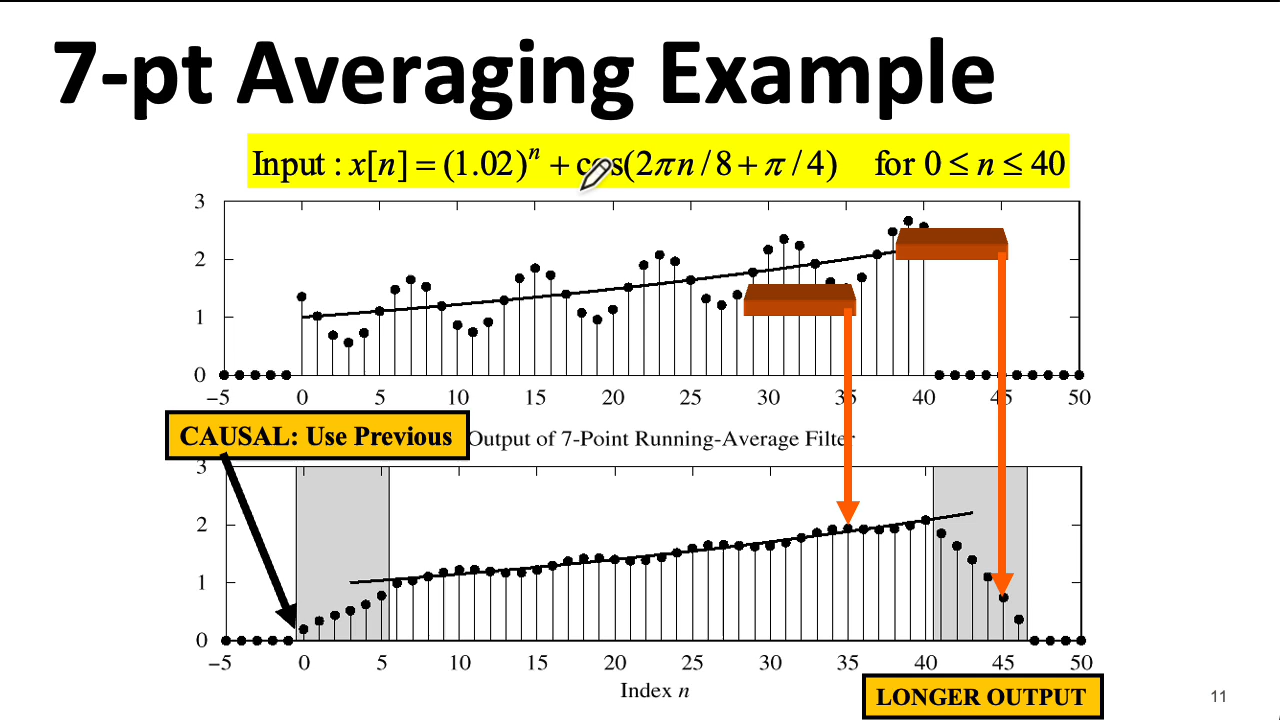 7-pt Averaging Example
Input : x[n] = (1.02)^n + cos(2πn / 8 + π / 4) for 0 ≤ n ≤ 40
3
2
1
0
−5 0 5 10 15 20 25 30 35 40 45 50
CAUSAL: Use Previous
Output of 7-Point Running-Average Filter
3
2
1
0
−5 0 5 10 15 20 25 30 35 40 45 50
Index n
LONGER OUTPUT
11